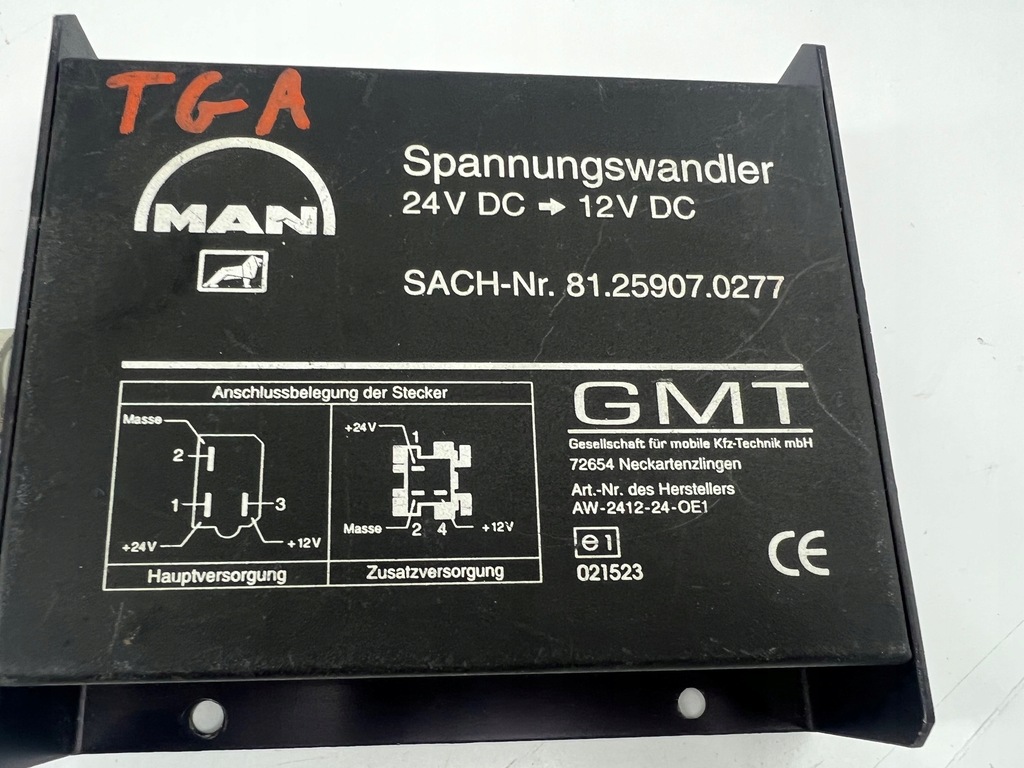 TGA
MAN
Spannungswandler
24V DC → 12V DC
SACH-Nr. 81.25907.0277
Anschlussbelegung der Stecker
Masse
2
1
3
+24V
+12V
Hauptversorgung
+24V
1
Masse
2 4
+12V
Zusatzversorgung
GMT
Gesellschaft für mobile Kfz-Technik mbH
72654 Neckartenzlingen
Art.-Nr. des Herstellers
AW-2412-24-OE1
e1
021523
CE